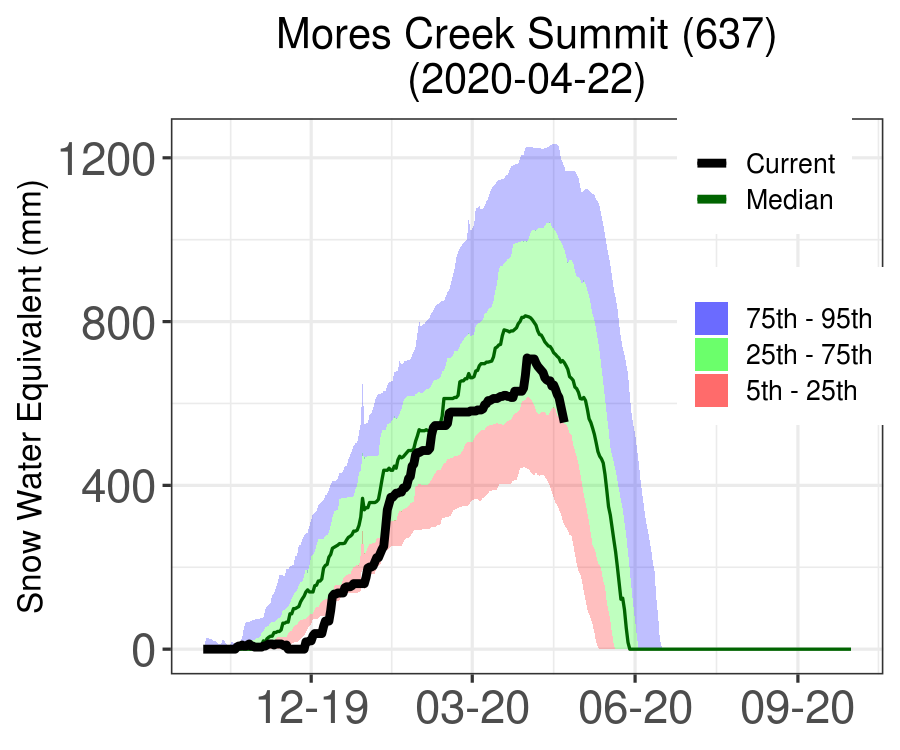 Mores Creek Summit (637)
(2020-04-22)
Snow Water Equivalent (mm)
1200
800
400
0
12-19
03-20
06-20
09-20
Current
Median
75th - 95th
25th - 75th
5th - 25th